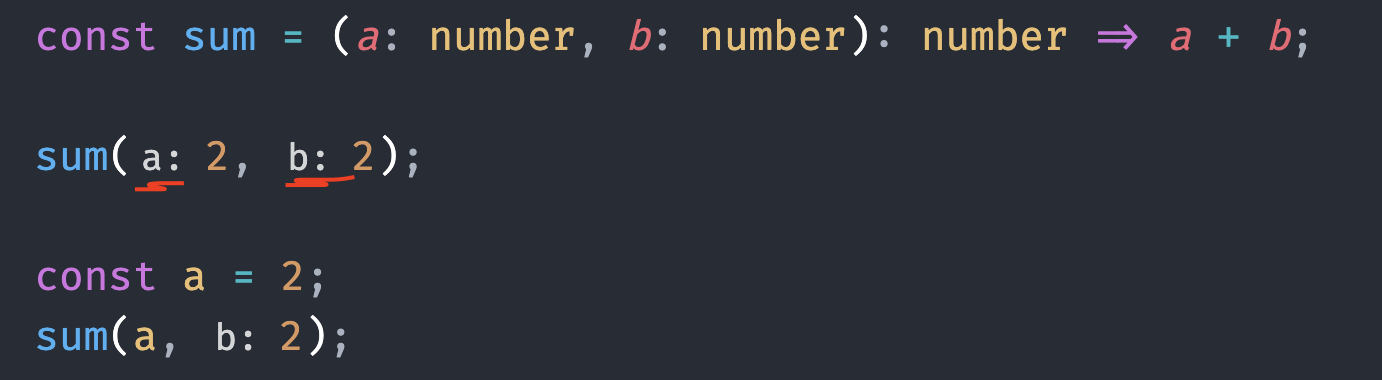 const sum = (a: number, b: number): number => a + b;
sum( a: 2, b: 2);
const a = 2;
sum(a, b: 2);